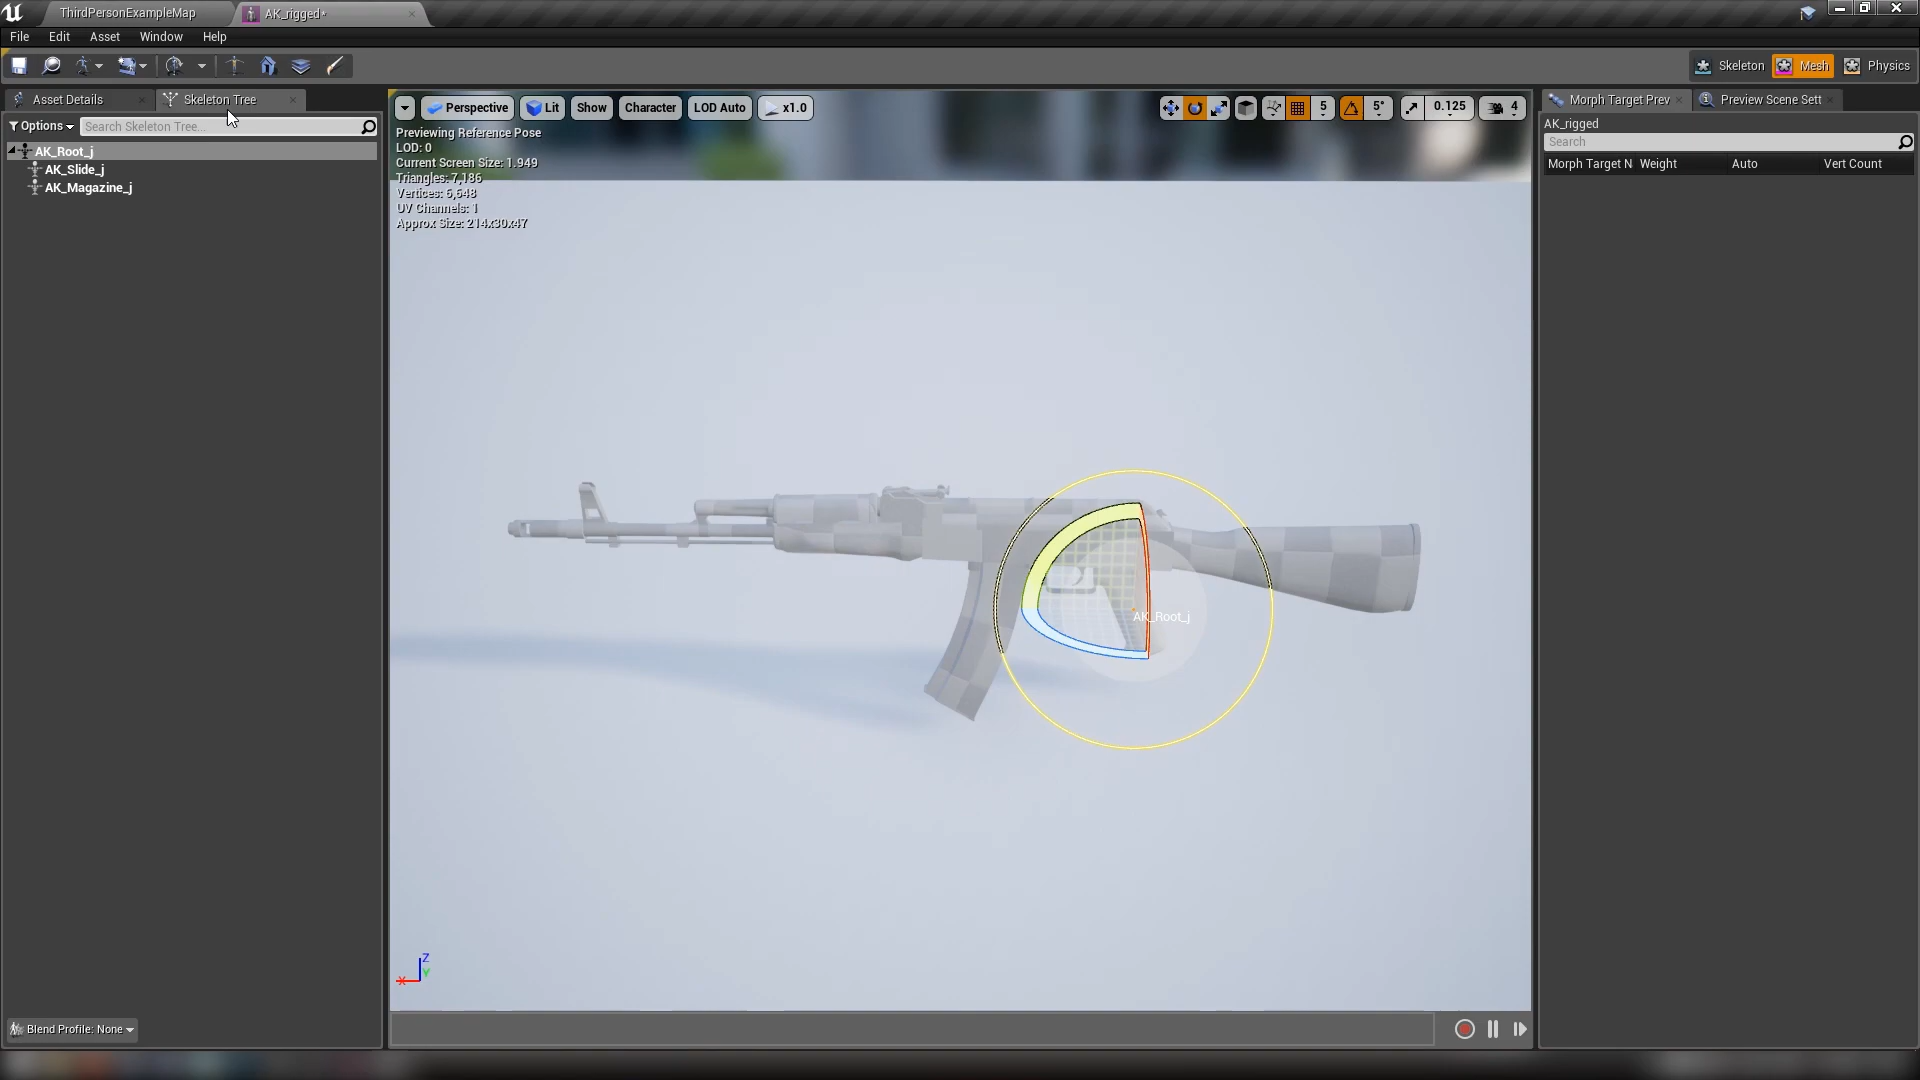 ThirdPersonExampleMap
AK_rigged*
File Edit Asset Window Help
Skeleton Mesh Physics
Asset Details
Skeleton Tree
Options
Search Skeleton Tree...
AK_Root_j
AK_Slide_j
AK_Magazine_j
Blend Profile: None
Perspective Lit Show Character LOD Auto x1.0
5 5° 0.125 4
Previewing Reference Pose
LOD: 0
Current Screen Size: 1.949
Triangles: 7,186
Vertices: 6,648
UV Channels: 1
Approx Size: 214x30x47
AK_Root_j
Z
Y
X
Morph Target Prev
Preview Scene Sett
AK_rigged
Search
Morph Target N Weight Auto Vert Count